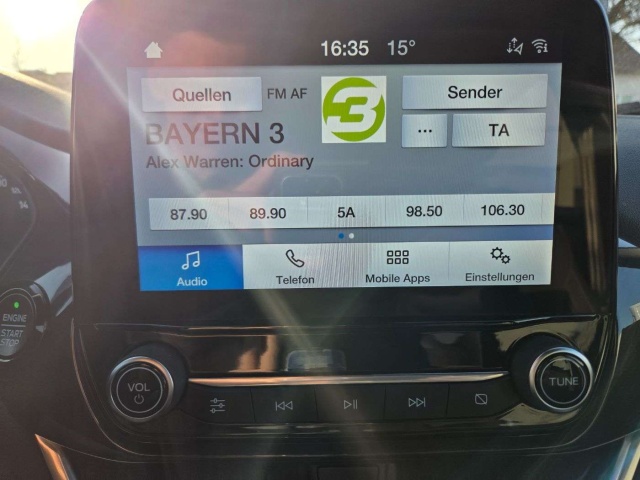 16:35 15°
Quellen FM AF 3 Sender
BAYERN 3 ... TA
Alex Warren: Ordinary
87.90 89.90 5A 98.50 106.30
Audio Telefon Mobile Apps Einstellungen
ENGINE
START
STOP
VOL
TUNE